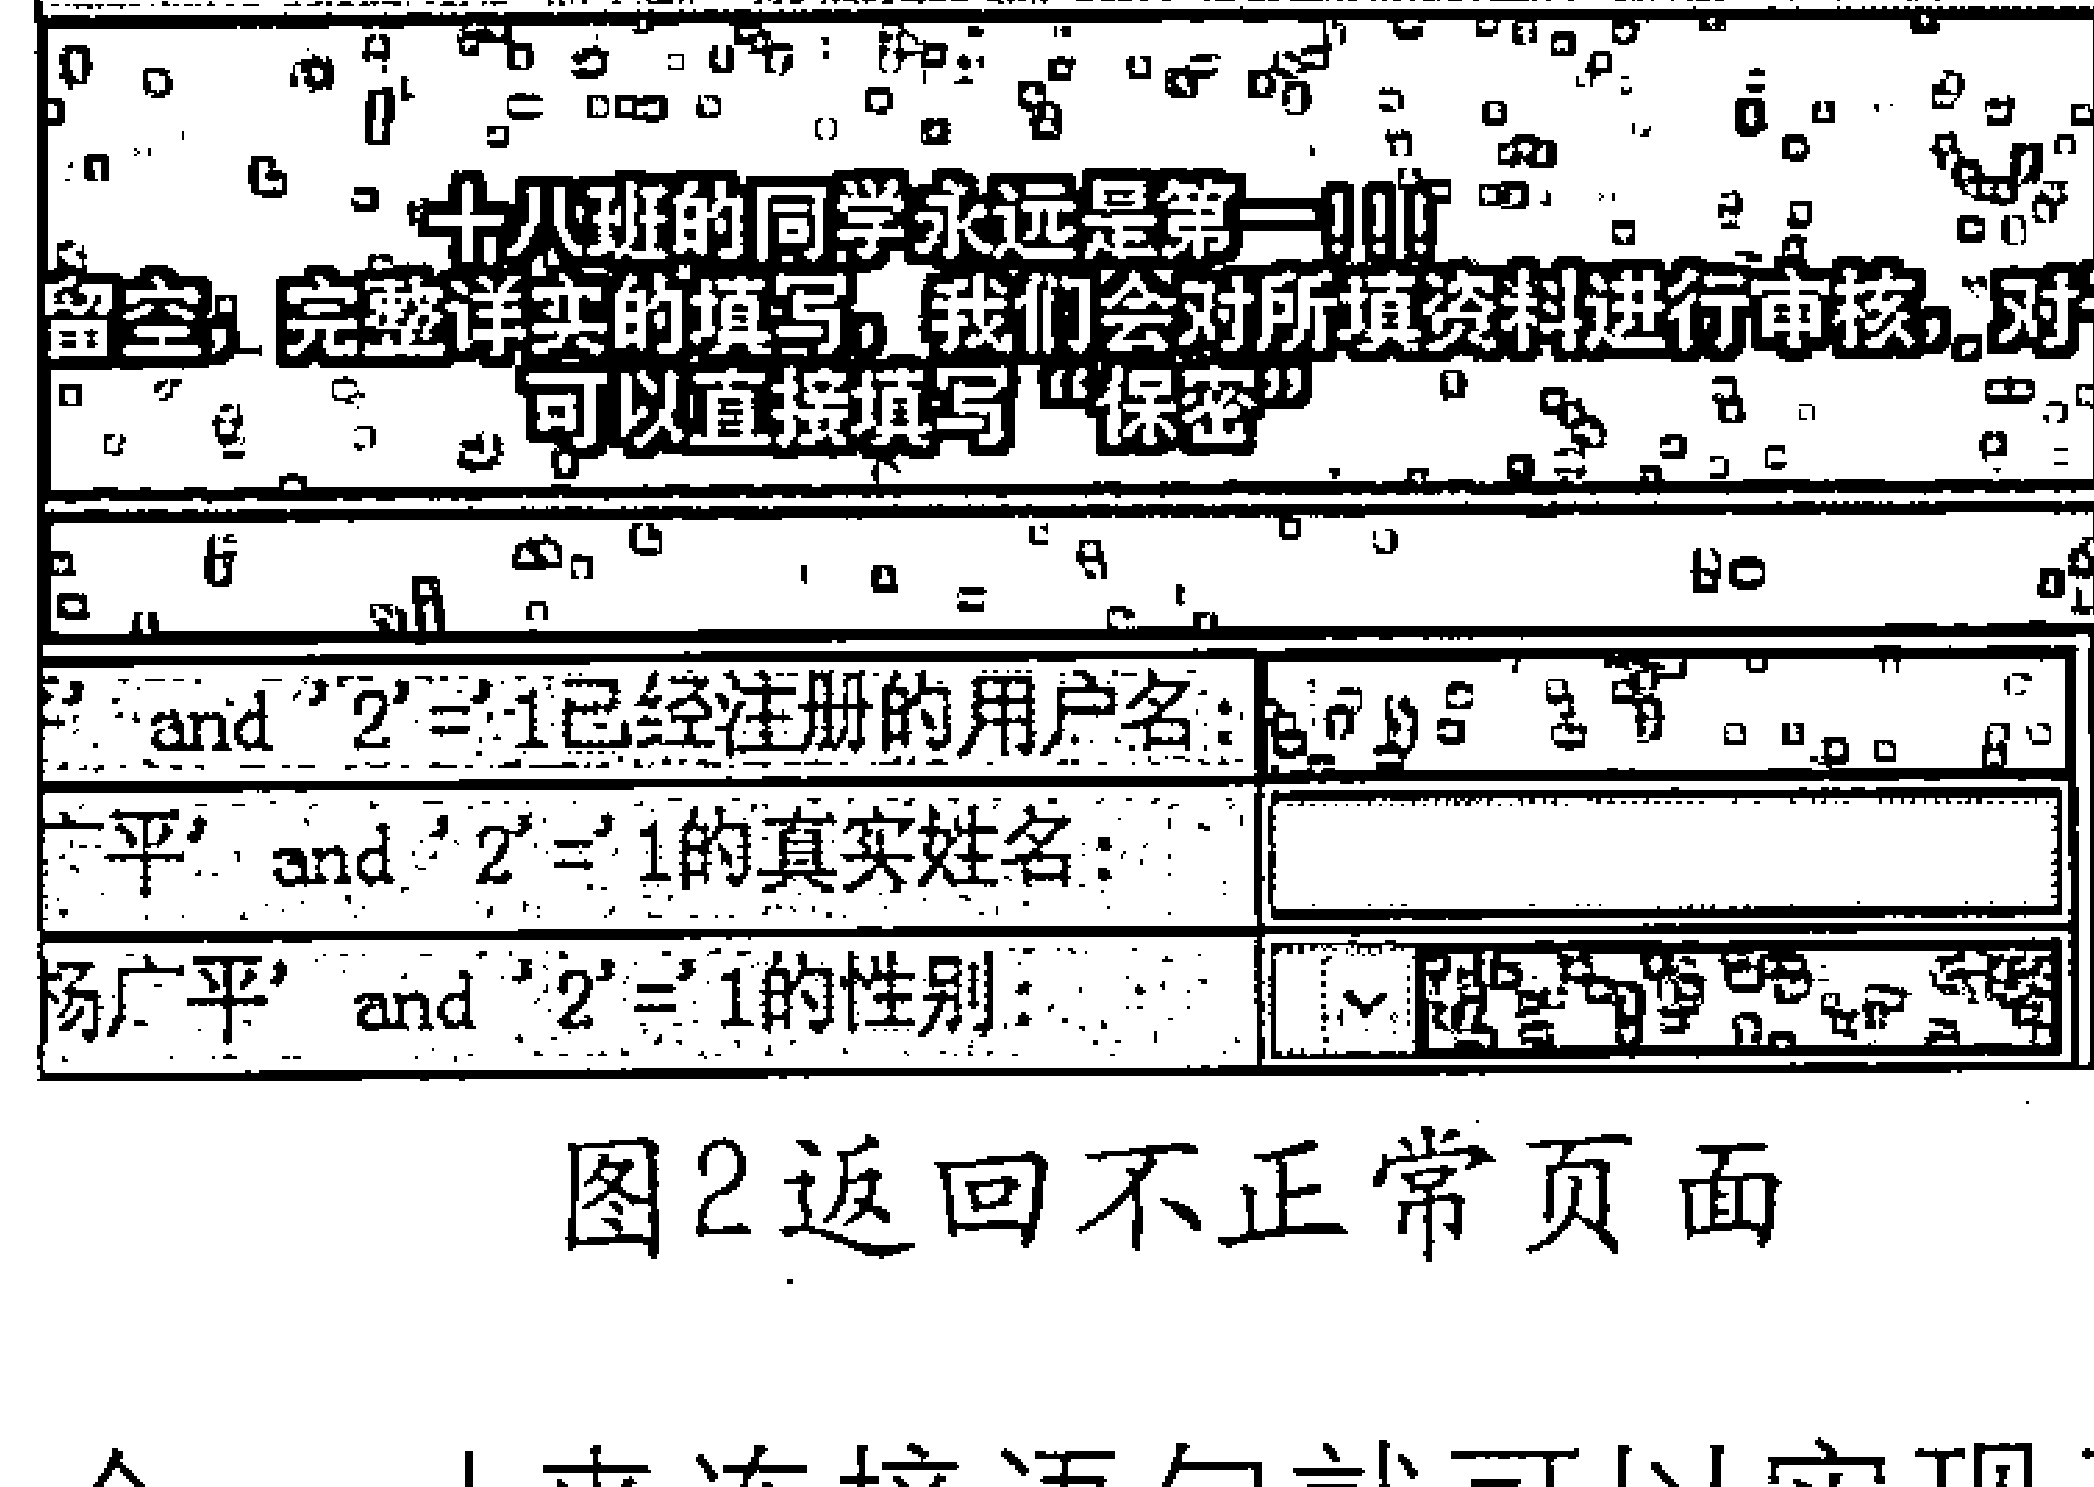 十八班的同学永远是第一!!!
留空. 完整详实的填写, 我们会对所填资料进行审核, 对
可以直接填写 “保密”
' and '2'='1已经注册的用户名:
广平' and '2'='1的真实姓名:
杨广平' and '2'='1的性别:
图2返回不正常页面